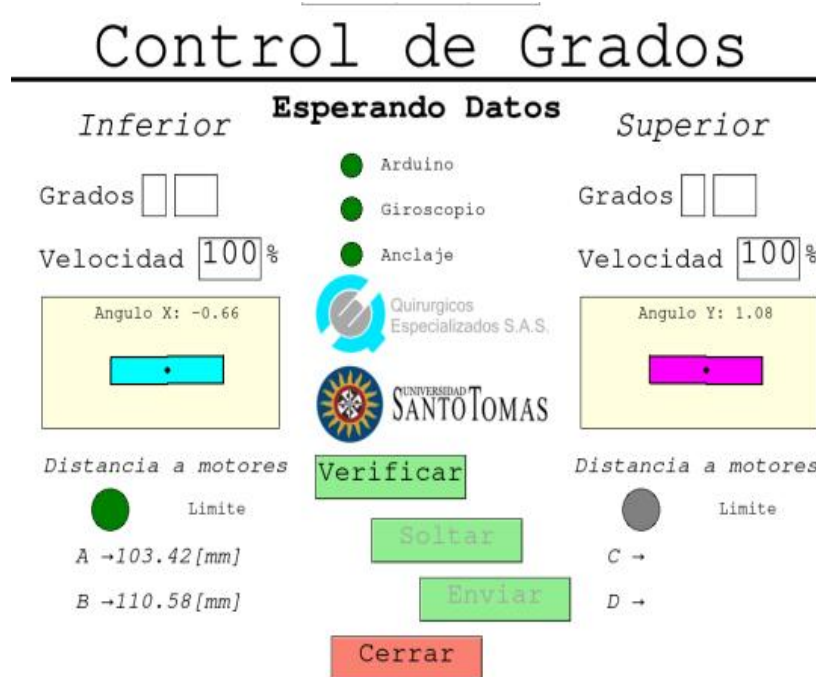 Control de Grados
Esperando Datos
Inferior
Grados
Velocidad 100 %
Angulo X: -0.66
Distancia a motores
Limite
A →103.42[mm]
B →110.58[mm]
Arduino
Giroscopio
Anclaje
Quirurgicos
Especializados S.A.S.
UNIVERSIDAD
SANTO TOMAS
Verificar
Soltar
Enviar
Cerrar
Superior
Grados
Velocidad 100 %
Angulo Y: 1.08
Distancia a motores
Limite
C →
D →